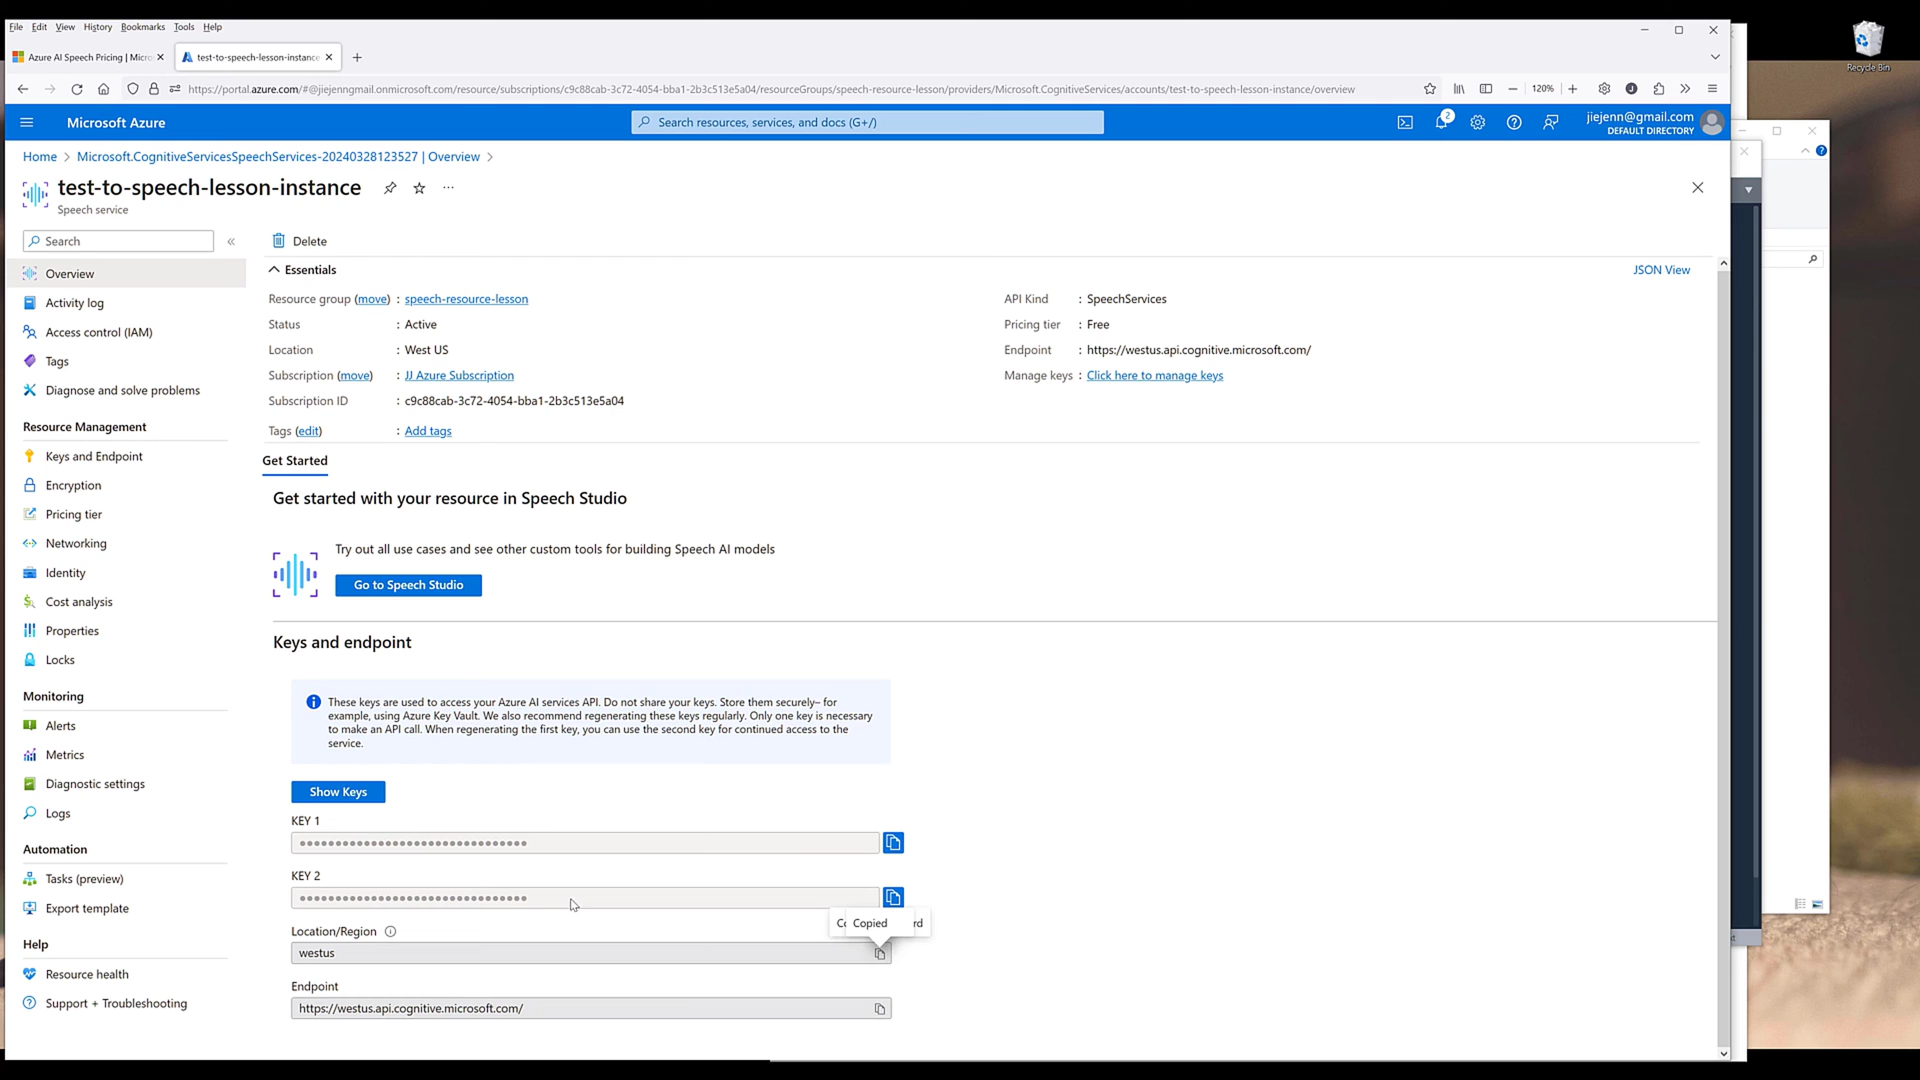 File Edit View History Bookmarks Tools Help
Azure AI Speech Pricing | Micro
test-to-speech-lesson-instance
https://portal.azure.com/#@jiejenngmail.onmicrosoft.com/resource/subscriptions/c9c88cab-3c72-4054-bba1-2b3c513e5a04/resourceGroups/speech-resource-lesson/providers/Microsoft.CognitiveServices/accounts/test-to-speech-lesson-instance/overview
120%
Recycle Bin
Microsoft Azure
Search resources, services, and docs (G+/)
2
jiejenn@gmail.com
DEFAULT DIRECTORY
Home > Microsoft.CognitiveServicesSpeechServices-20240328123527 | Overview >
test-to-speech-lesson-instance
Speech service
Search
Overview
Activity log
Access control (IAM)
Tags
Diagnose and solve problems
Resource Management
Keys and Endpoint
Encryption
Pricing tier
Networking
Identity
Cost analysis
Properties
Locks
Monitoring
Alerts
Metrics
Diagnostic settings
Logs
Automation
Tasks (preview)
Export template
Help
Resource health
Support + Troubleshooting
Delete
Essentials
JSON View
Resource group (move) : speech-resource-lesson
Status : Active
Location : West US
Subscription (move) : JJ Azure Subscription
Subscription ID : c9c88cab-3c72-4054-bba1-2b3c513e5a04
Tags (edit) : Add tags
API Kind : SpeechServices
Pricing tier : Free
Endpoint : https://westus.api.cognitive.microsoft.com/
Manage keys : Click here to manage keys
Get Started
Get started with your resource in Speech Studio
Try out all use cases and see other custom tools for building Speech AI models
Go to Speech Studio
Keys and endpoint
These keys are used to access your Azure AI services API. Do not share your keys. Store them securely– for
example, using Azure Key Vault. We also recommend regenerating these keys regularly. Only one key is necessary
to make an API call. When regenerating the first key, you can use the second key for continued access to the
service.
Show Keys
KEY 1
KEY 2
Copied
Location/Region
westus
Endpoint
https://westus.api.cognitive.microsoft.com/